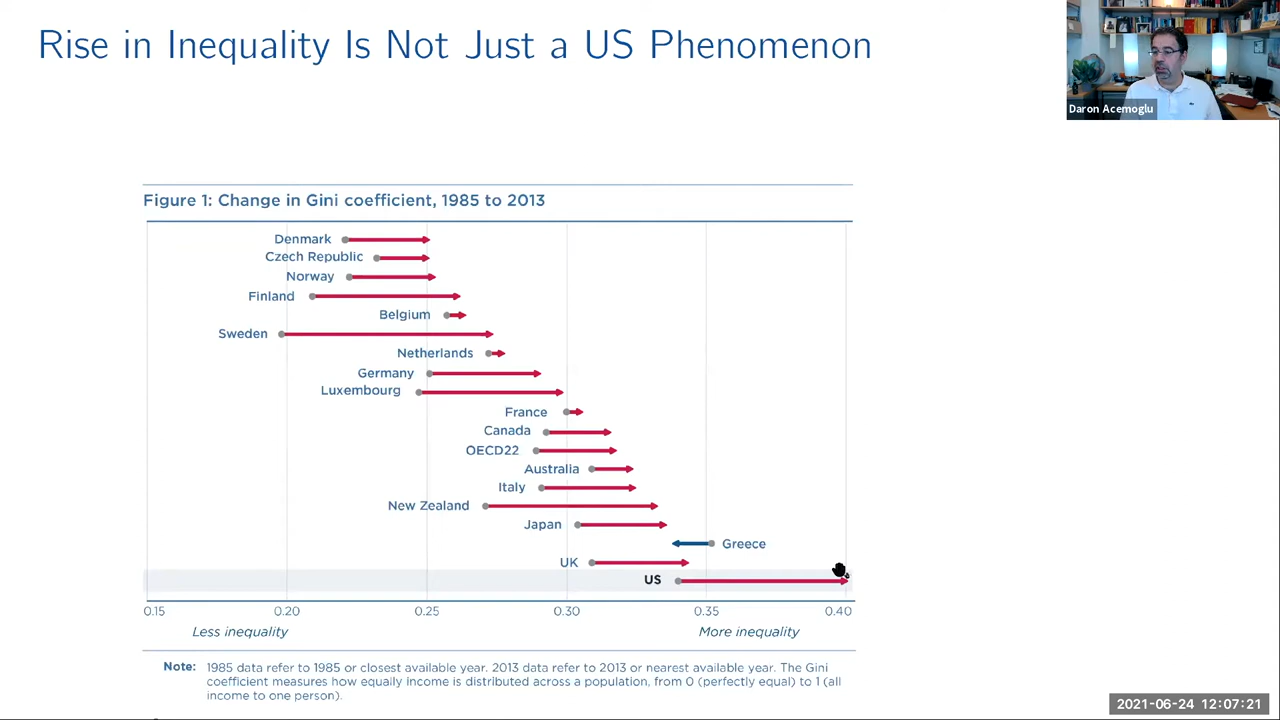 Rise in Inequality Is Not Just a US Phenomenon
Daron Acemoglu
Figure 1: Change in Gini coefficient, 1985 to 2013
Denmark
Czech Republic
Norway
Finland
Belgium
Sweden
Netherlands
Germany
Luxembourg
France
Canada
OECD22
Australia
Italy
New Zealand
Japan
Greece
UK
US
0.15 0.20 0.25 0.30 0.35 0.40
Less inequality More inequality
Note: 1985 data refer to 1985 or closest available year. 2013 data refer to 2013 or nearest available year. The Gini
coefficient measures how equally income is distributed across a population, from 0 (perfectly equal) to 1 (all
income to one person).
2021-06-24 12:07:21